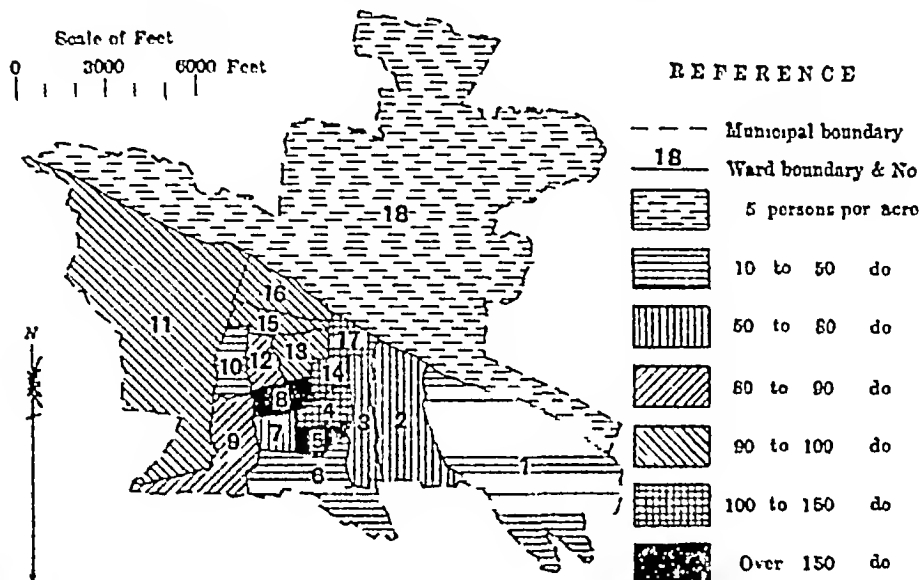 Scale of Feet
0 3000 6000 Feet
REFERENCE
Municipal boundary
18
Ward boundary & No
5 persons per acre
10 to 50 do
50 to 80 do
80 to 90 do
90 to 100 do
100 to 150 do
Over 150 do
N
18
16
11
15
17
10
12
13
14
8
4
9
7
5
3
2
6
1